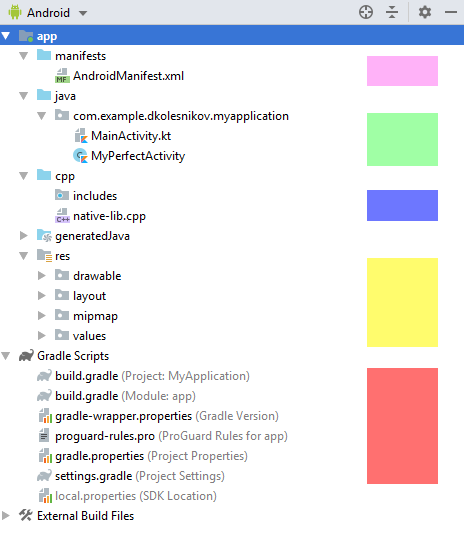 Android
app
manifests
MF AndroidManifest.xml
java
com.example.dkolesnikov.myapplication
MainActivity.kt
MyPerfectActivity
cpp
includes
C++ native-lib.cpp
generatedJava
res
drawable
layout
mipmap
values
Gradle Scripts
build.gradle (Project: MyApplication)
build.gradle (Module: app)
gradle-wrapper.properties (Gradle Version)
proguard-rules.pro (ProGuard Rules for app)
gradle.properties (Project Properties)
settings.gradle (Project Settings)
local.properties (SDK Location)
External Build Files